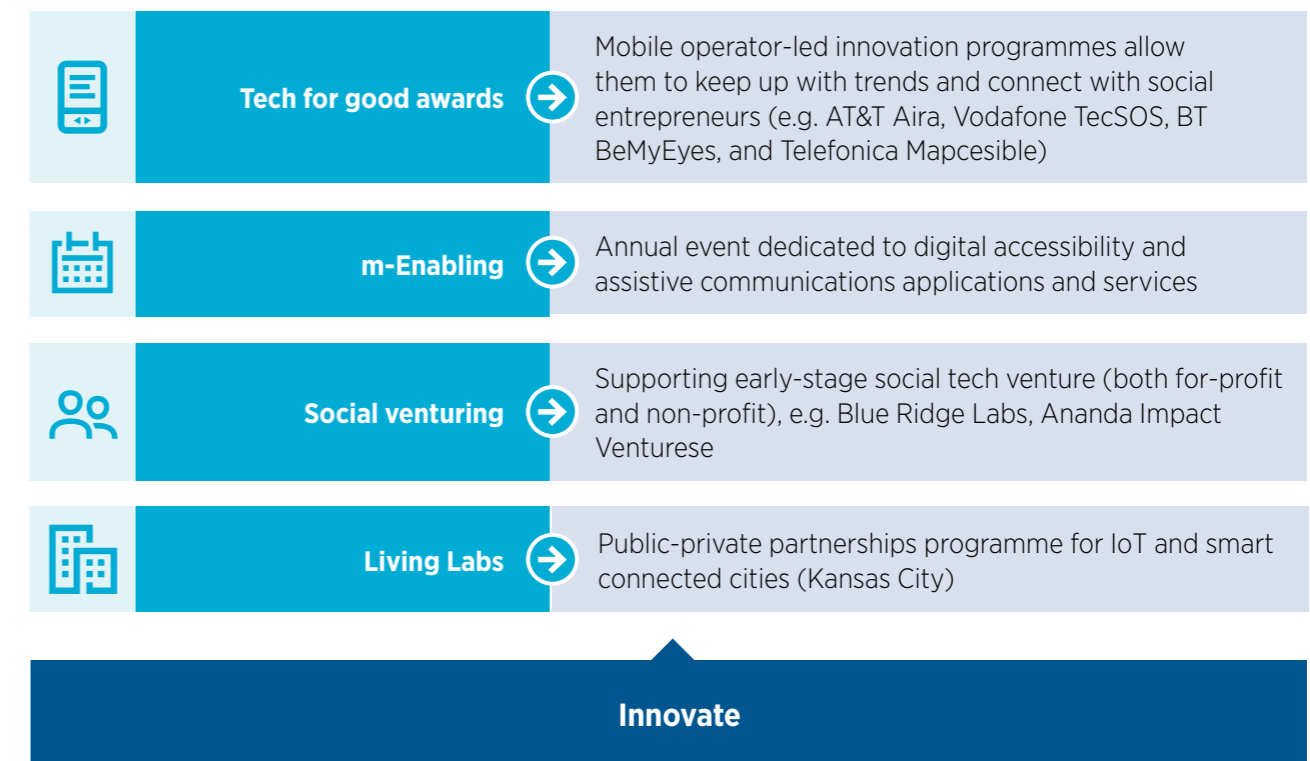 Tech for good awards
Mobile operator-led innovation programmes allow
them to keep up with trends and connect with social
entrepreneurs (e.g. AT&T Aira, Vodafone TecSOS, BT
BeMyEyes, and Telefonica Mapcesible)
m-Enabling
Annual event dedicated to digital accessibility and
assistive communications applications and services
Social venturing
Supporting early-stage social tech venture (both for-profit
and non-profit), e.g. Blue Ridge Labs, Ananda Impact
Venturese
Living Labs
Public-private partnerships programme for IoT and smart
connected cities (Kansas City)
Innovate